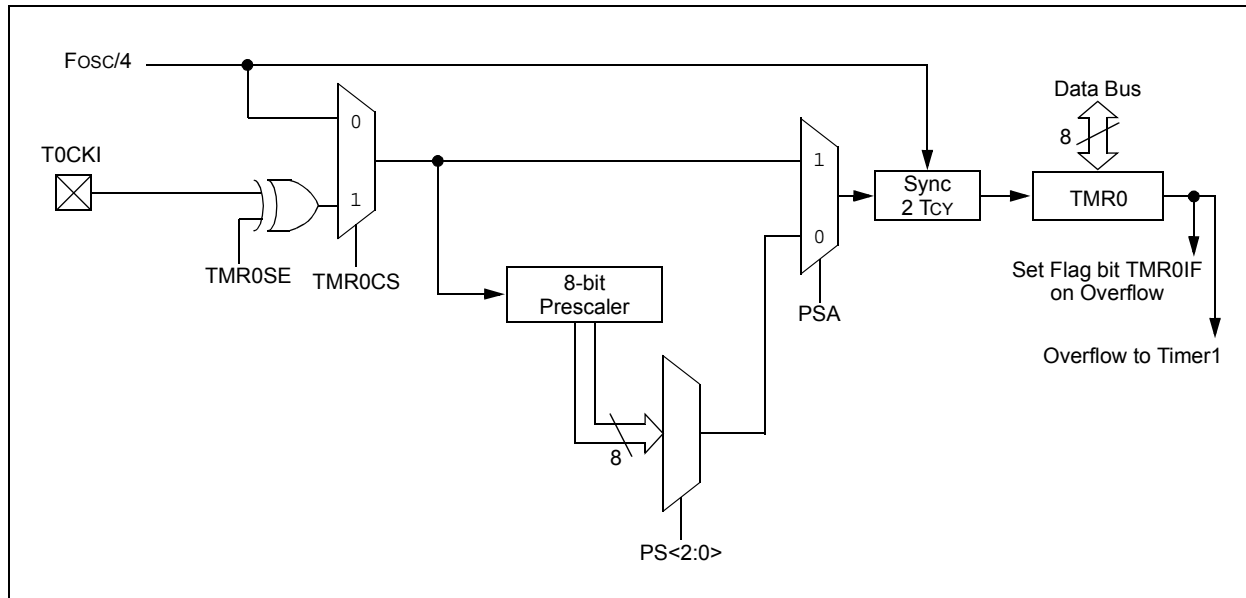 FOSC/4
Data Bus
8
T0CKI
0
1
TMR0SE
TMR0CS
8-bit
Prescaler
8
PS<2:0>
1
0
PSA
Sync
2 TCY
TMR0
Set Flag bit TMR0IF
on Overflow
Overflow to Timer1